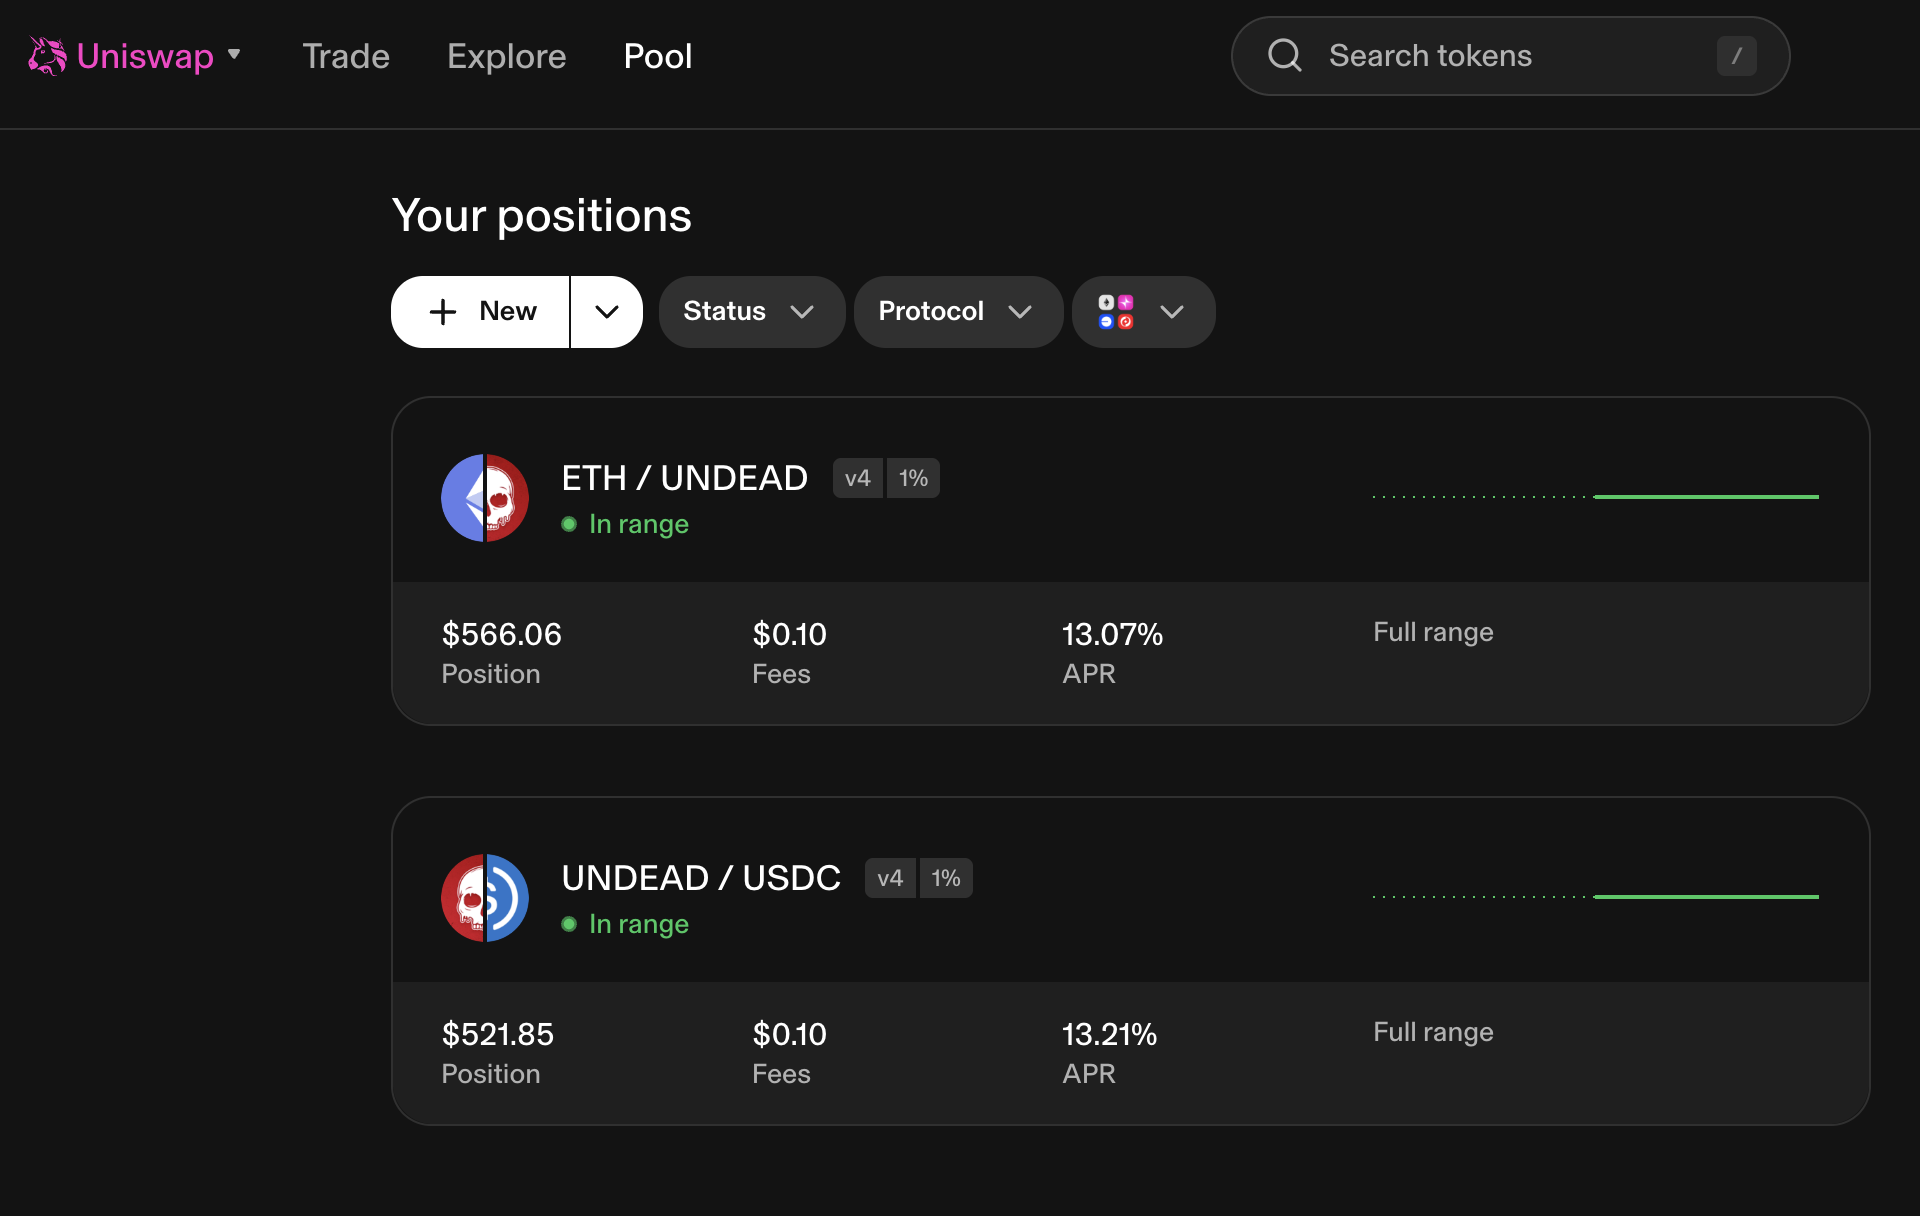 Uniswap Trade Explore Pool Search tokens /
Your positions
New Status Protocol
ETH / UNDEAD v4 1%
In range
$566.06 $0.10 13.07% Full range
Position Fees APR
UNDEAD / USDC v4 1%
In range
$521.85 $0.10 13.21% Full range
Position Fees APR